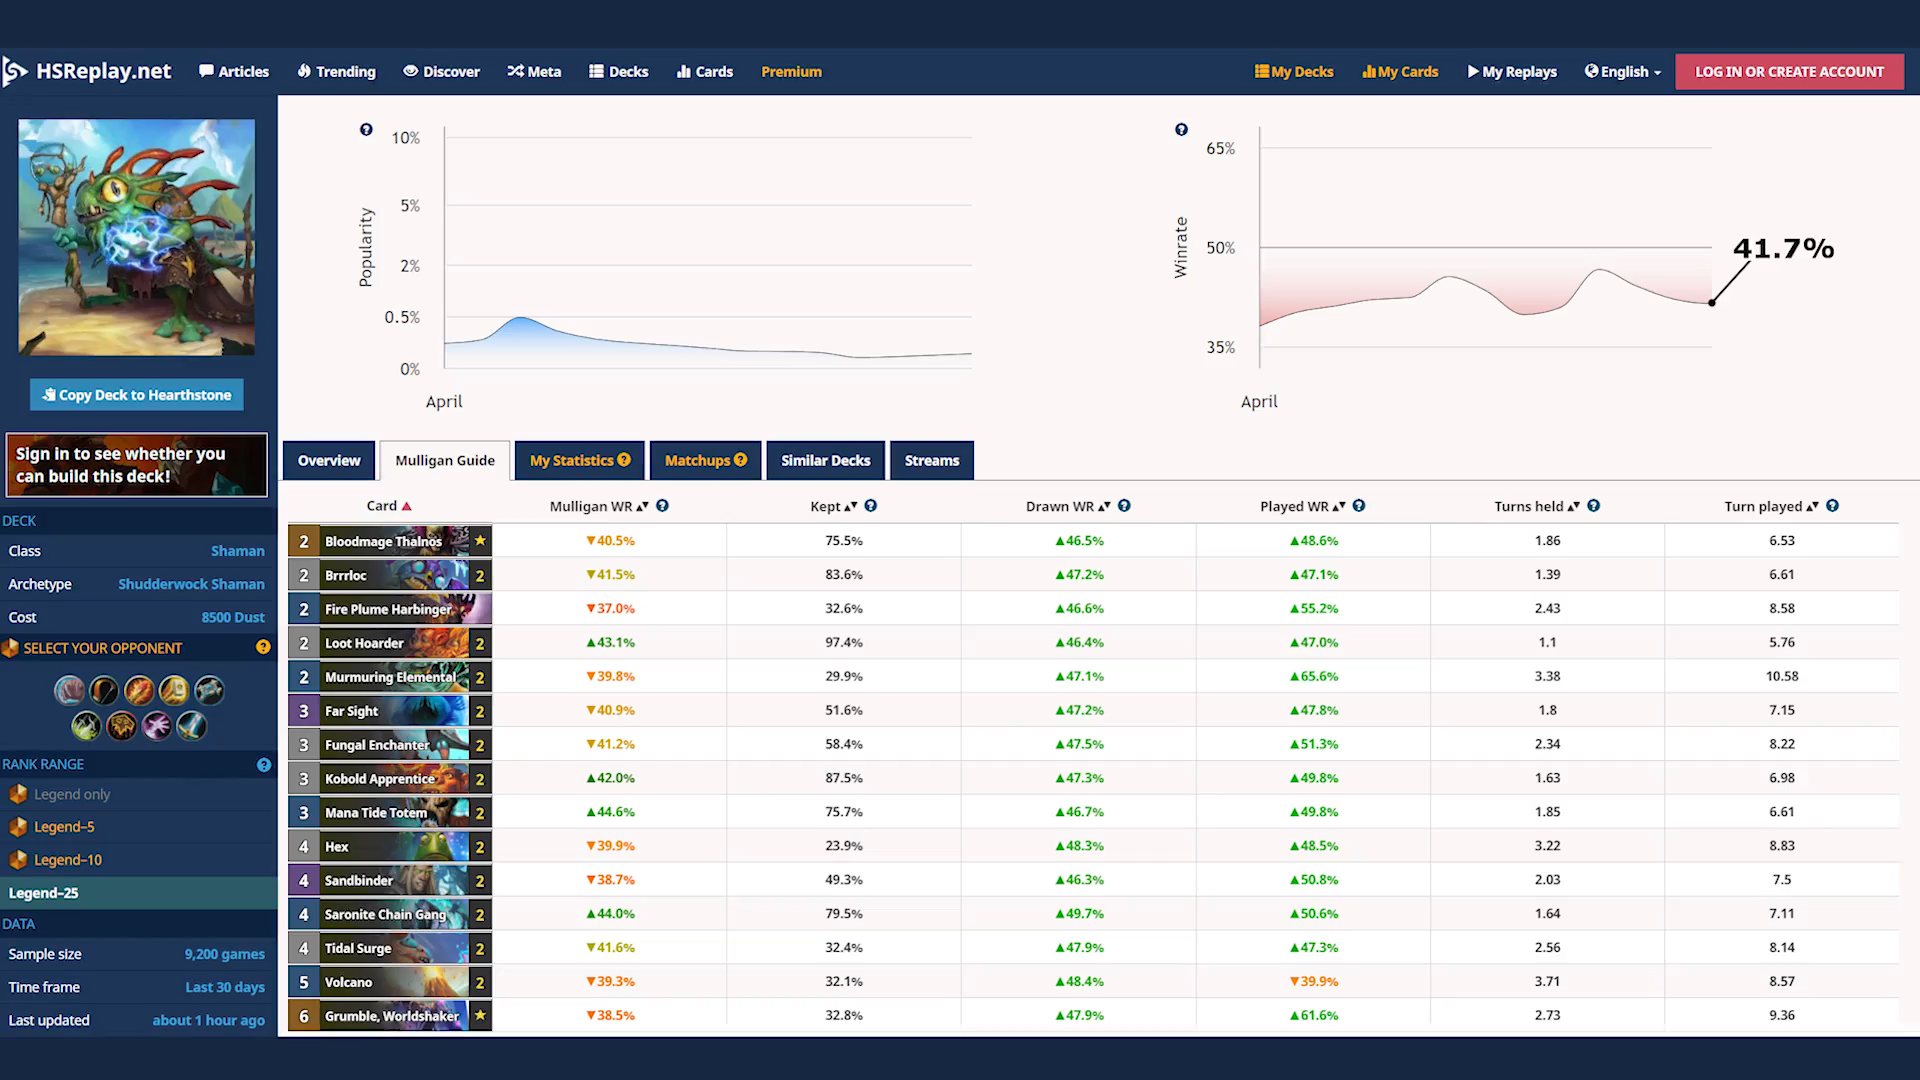 HSReplay.net Articles Trending Discover Meta Decks Cards Premium My Decks My Cards My Replays English LOG IN OR CREATE ACCOUNT
Copy Deck to Hearthstone
Sign in to see whether you
can build this deck!
DECK
Class Shaman
Archetype Shudderwock Shaman
Cost 8500 Dust
SELECT YOUR OPPONENT ?
RANK RANGE ?
Legend only
Legend–5
Legend–10
Legend–25
DATA
Sample size 9,200 games
Time frame Last 30 days
Last updated about 1 hour ago
?
Popularity
10%
5%
2%
0.5%
0%
April
?
Winrate
65%
50%
35%
41.7%
April
Overview Mulligan Guide My Statistics ? Matchups ? Similar Decks Streams
Card ▲ Mulligan WR ▲▼ ? Kept ▲▼ ? Drawn WR ▲▼ ? Played WR ▲▼ ? Turns held ▲▼ ? Turn played ▲▼ ?
2 Bloodmage Thalnos ★ ▼40.5% 75.5% ▲46.5% ▲48.6% 1.86 6.53
2 Brrrloc 2 ▼41.5% 83.6% ▲47.2% ▲47.1% 1.39 6.61
2 Fire Plume Harbinger ▼37.0% 32.6% ▲46.6% ▲55.2% 2.43 8.58
2 Loot Hoarder 2 ▲43.1% 97.4% ▲46.4% ▲47.0% 1.1 5.76
2 Murmuring Elemental 2 ▼39.8% 29.9% ▲47.1% ▲65.6% 3.38 10.58
3 Far Sight 2 ▼40.9% 51.6% ▲47.2% ▲47.8% 1.8 7.15
3 Fungal Enchanter 2 ▼41.2% 58.4% ▲47.5% ▲51.3% 2.34 8.22
3 Kobold Apprentice 2 ▲42.0% 87.5% ▲47.3% ▲49.8% 1.63 6.98
3 Mana Tide Totem 2 ▲44.6% 75.7% ▲46.7% ▲49.8% 1.85 6.61
4 Hex 2 ▼39.9% 23.9% ▲48.3% ▲48.5% 3.22 8.83
4 Sandbinder 2 ▼38.7% 49.3% ▲46.3% ▲50.8% 2.03 7.5
4 Saronite Chain Gang 2 ▲44.0% 79.5% ▲49.7% ▲50.6% 1.64 7.11
4 Tidal Surge 2 ▼41.6% 32.4% ▲47.9% ▲47.3% 2.56 8.14
5 Volcano 2 ▼39.3% 32.1% ▲48.4% ▼39.9% 3.71 8.57
6 Grumble, Worldshaker ★ ▼38.5% 32.8% ▲47.9% ▲61.6% 2.73 9.36